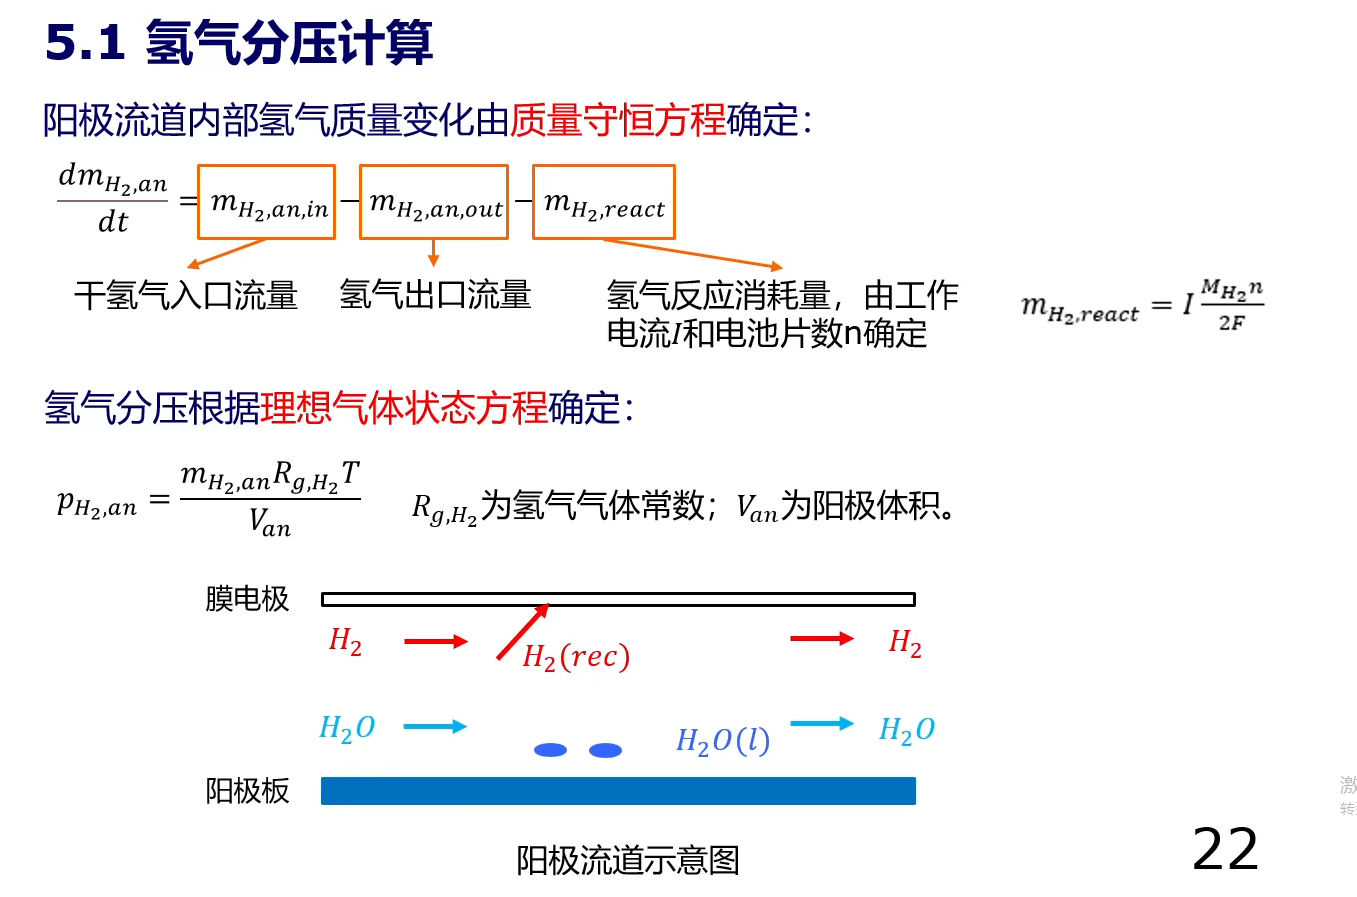 5.1 氢气分压计算
阳极流道内部氢气质量变化由质量守恒方程确定：
dm_{H_2,an}/dt = m_{H_2,an,in} − m_{H_2,an,out} − m_{H_2,react}
干氢气入口流量
氢气出口流量
氢气反应消耗量，由工作
电流I和电池片数n确定
m_{H_2,react} = I M_{H_2}n/2F
氢气分压根据理想气体状态方程确定：
p_{H_2,an} = m_{H_2,an}R_{g,H_2}T/V_{an}
R_{g,H_2}为氢气气体常数；V_{an}为阳极体积。
膜电极
H_2
H_2(rec)
H_2
H_2O
H_2O(l)
H_2O
阳极板
阳极流道示意图
激
转
22